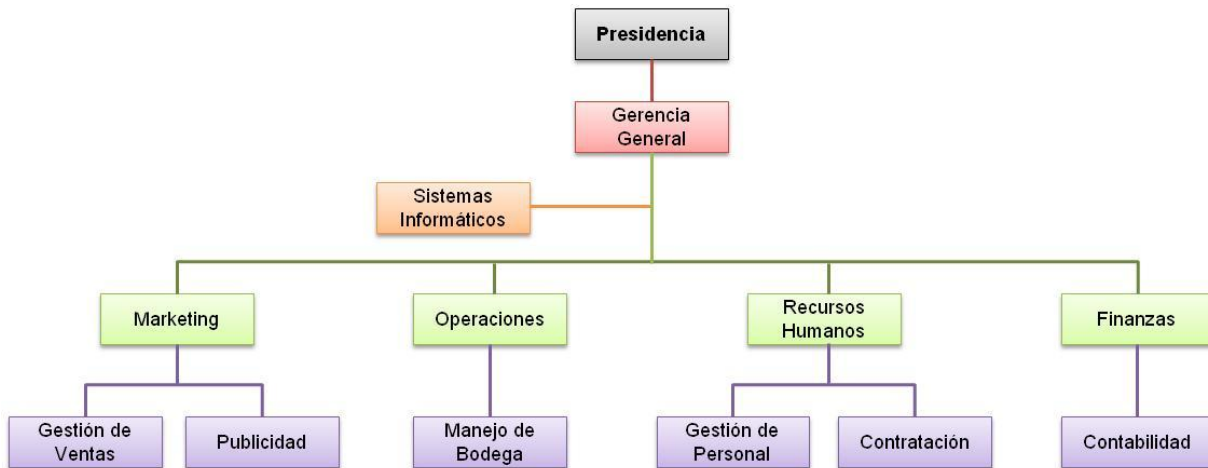 Presidencia
Gerencia
General
Sistemas
Informáticos
Marketing
Operaciones
Recursos
Humanos
Finanzas
Gestión de
Ventas
Publicidad
Manejo de
Bodega
Gestión de
Personal
Contratación
Contabilidad